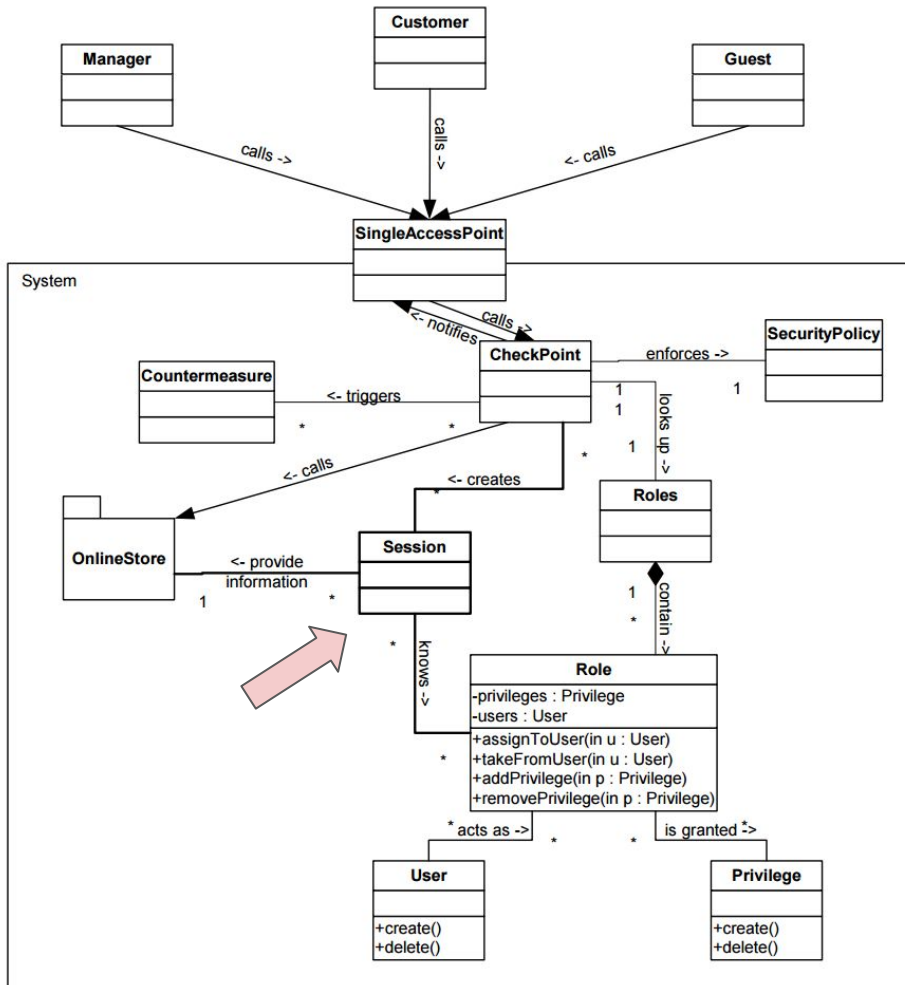 Customer
Manager
Guest
calls ->
calls ->
<- calls
SingleAccessPoint
System
calls ->
<- notifies
CheckPoint
SecurityPolicy
enforces ->
1
1
Countermeasure
<- triggers
*
*
looks up ->
1
1
<- calls
<- creates
*
*
Roles
OnlineStore
Session
<- provide
information
1
*
1
contain ->
*
*
knows ->
*
Role
-privileges : Privilege
-users : User
+assignToUser(in u : User)
+takeFromUser(in u : User)
+addPrivilege(in p : Privilege)
+removePrivilege(in p : Privilege)
* acts as ->
*
is granted ->
*
*
User
+create()
+delete()
Privilege
+create()
+delete()